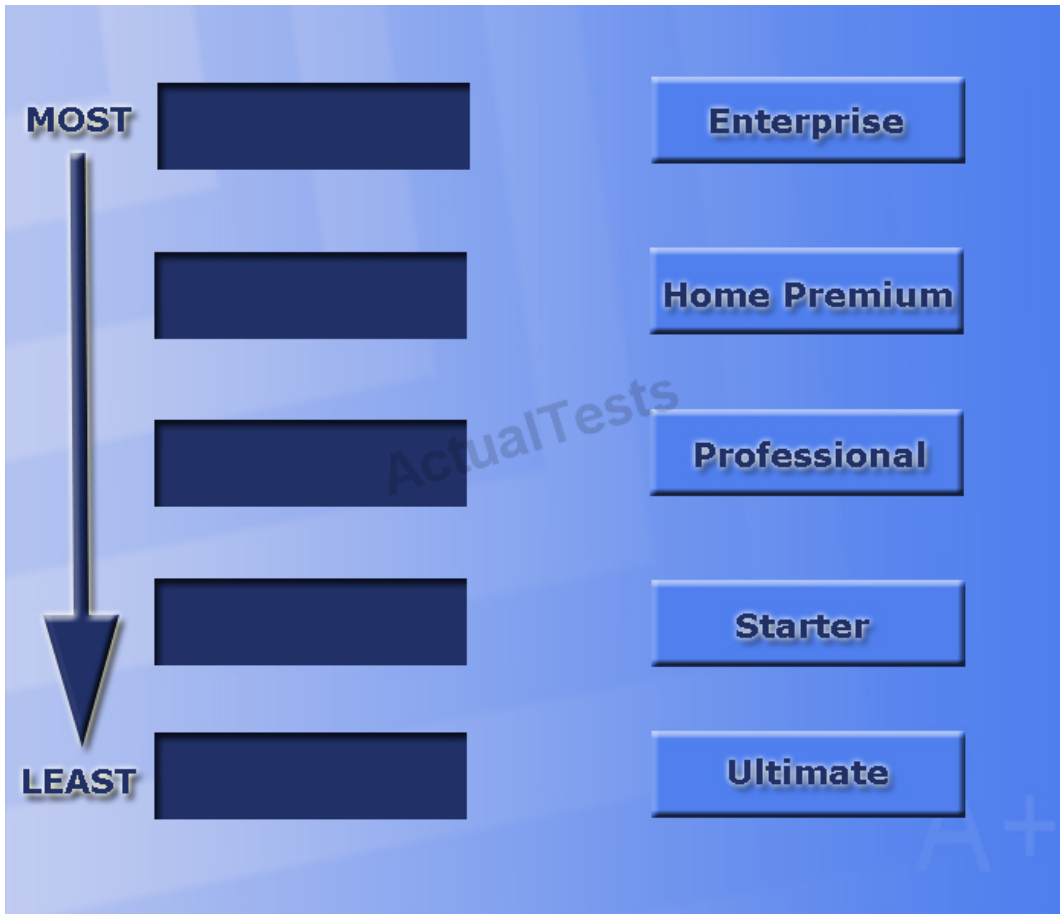 MOST
Enterprise
Home Premium
ActualTests
Professional
Starter
LEAST
Ultimate
A+